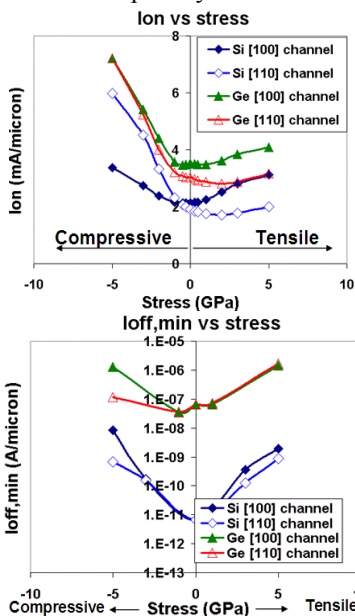 Ion vs stress
Si [100] channel
Si [110] channel
Ge [100] channel
Ge [110] channel
Ion (mA/micron)
8
6
4
2
0
Compressive
Tensile
-10
-5
0
5
10
Stress (GPa)
Ioff,min vs stress
Ioff,min (A/micron)
1.E-05
1.E-06
1.E-07
1.E-08
1.E-09
1.E-10
1.E-11
1.E-12
1.E-13
Si [100] channel
Si [110] channel
Ge [100] channel
Ge [110] channel
-10
-5
0
5
Compressive
Stress (GPa)
Tensile